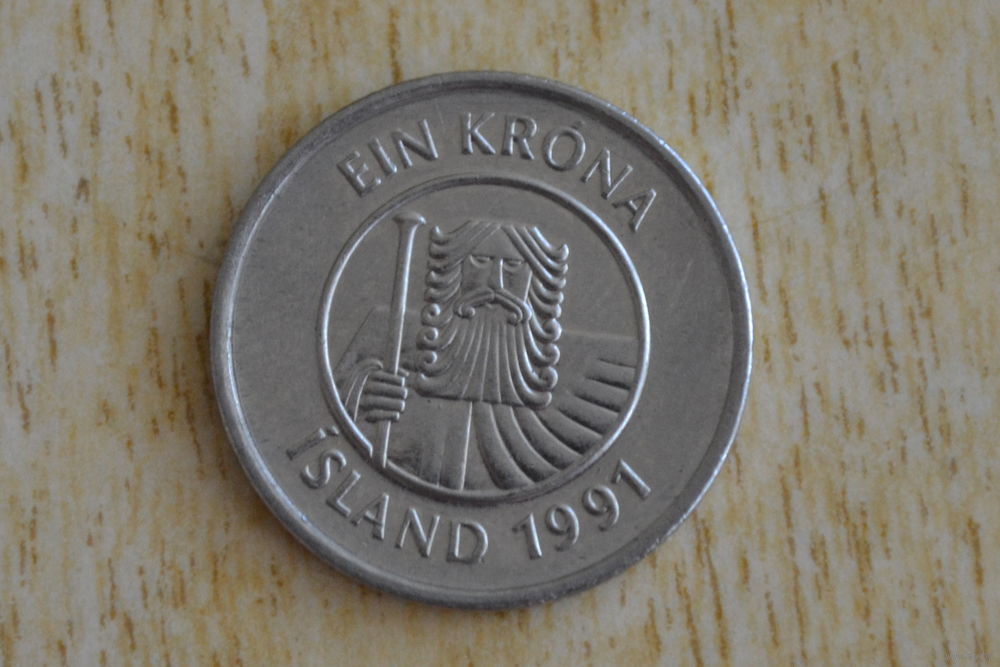 EIN KRÓNA
ÍSLAND 1991